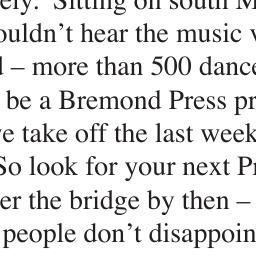 ely. Sitting on south M
ouldn’t hear the music v
d – more than 500 dance
be a Bremond Press pr
ve take off the last week
So look for your next Pr
er the bridge by then –
people don’t disappoin